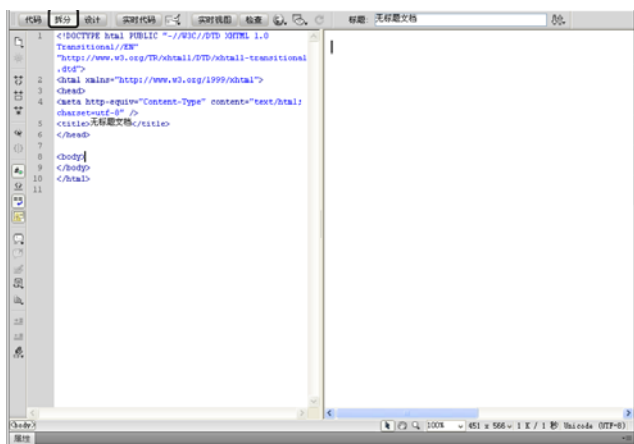 代码 拆分 设计 实时代码 实时视图 检查 标题: 无标题文档
1 <!DOCTYPE html PUBLIC "-//W3C//DTD XHTML 1.0
Transitional//EN"
"http://www.w3.org/TR/xhtml1/DTD/xhtml1-transitional
.dtd">
2 <html xmlns="http://www.w3.org/1999/xhtml">
3 <head>
4 <meta http-equiv="Content-Type" content="text/html;
charset=utf-8" />
5 <title>无标题文档</title>
6 </head>
7
8 <body>
9 </body>
10 </html>
11
<body> 100% 451 x 566 1 K / 1 秒 Unicode (UTF-8)
属性